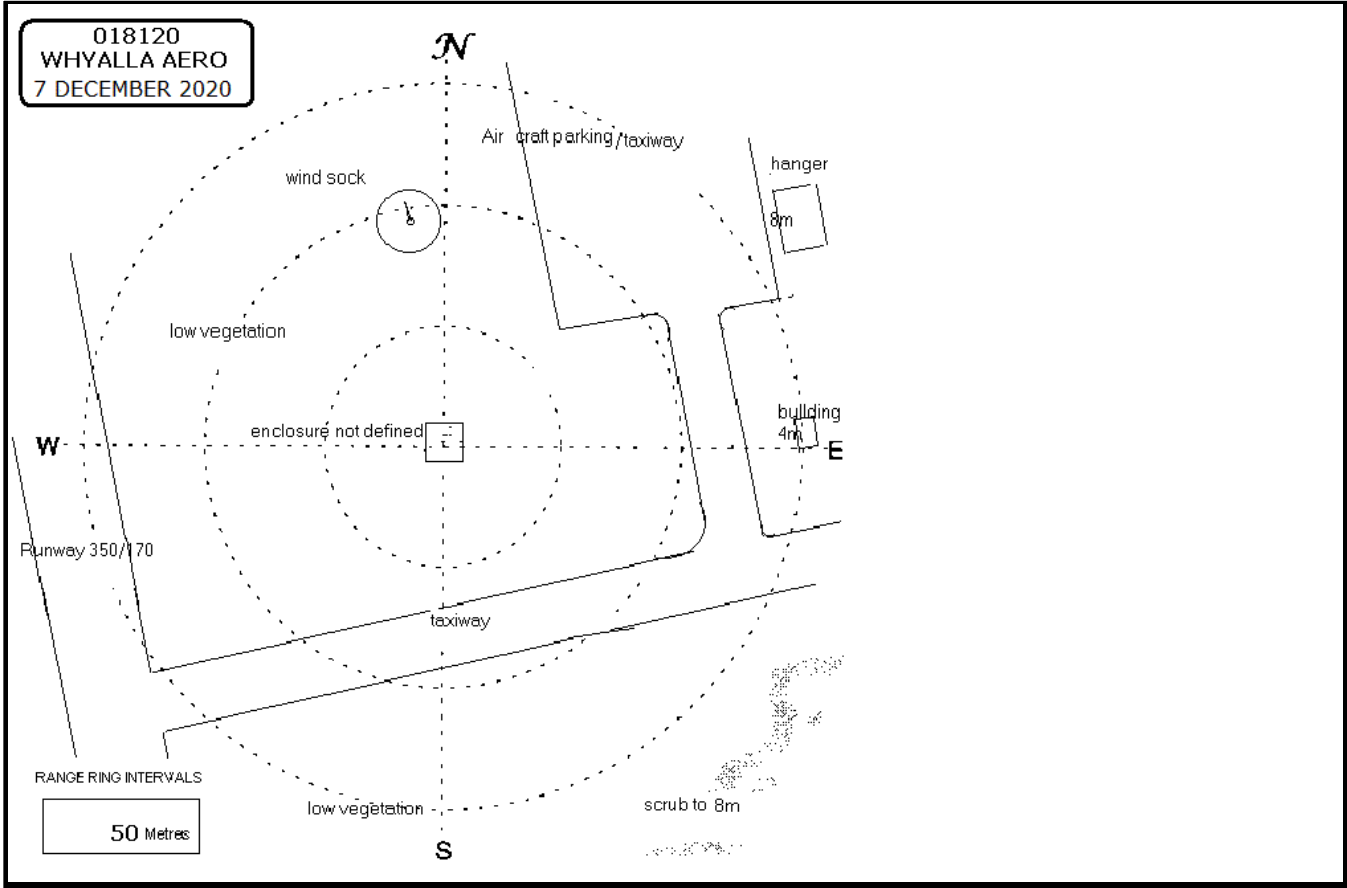 018120
WHYALLA AERO
7 DECEMBER 2020
N
Air craft parking/taxiway
hanger
wind sock
8m
low vegetation
building
enclosure not defined
4m
W
E
Runway 350/170
taxiway
RANGE RING INTERVALS
low vegetation
scrub to 8m
50 Metres
S